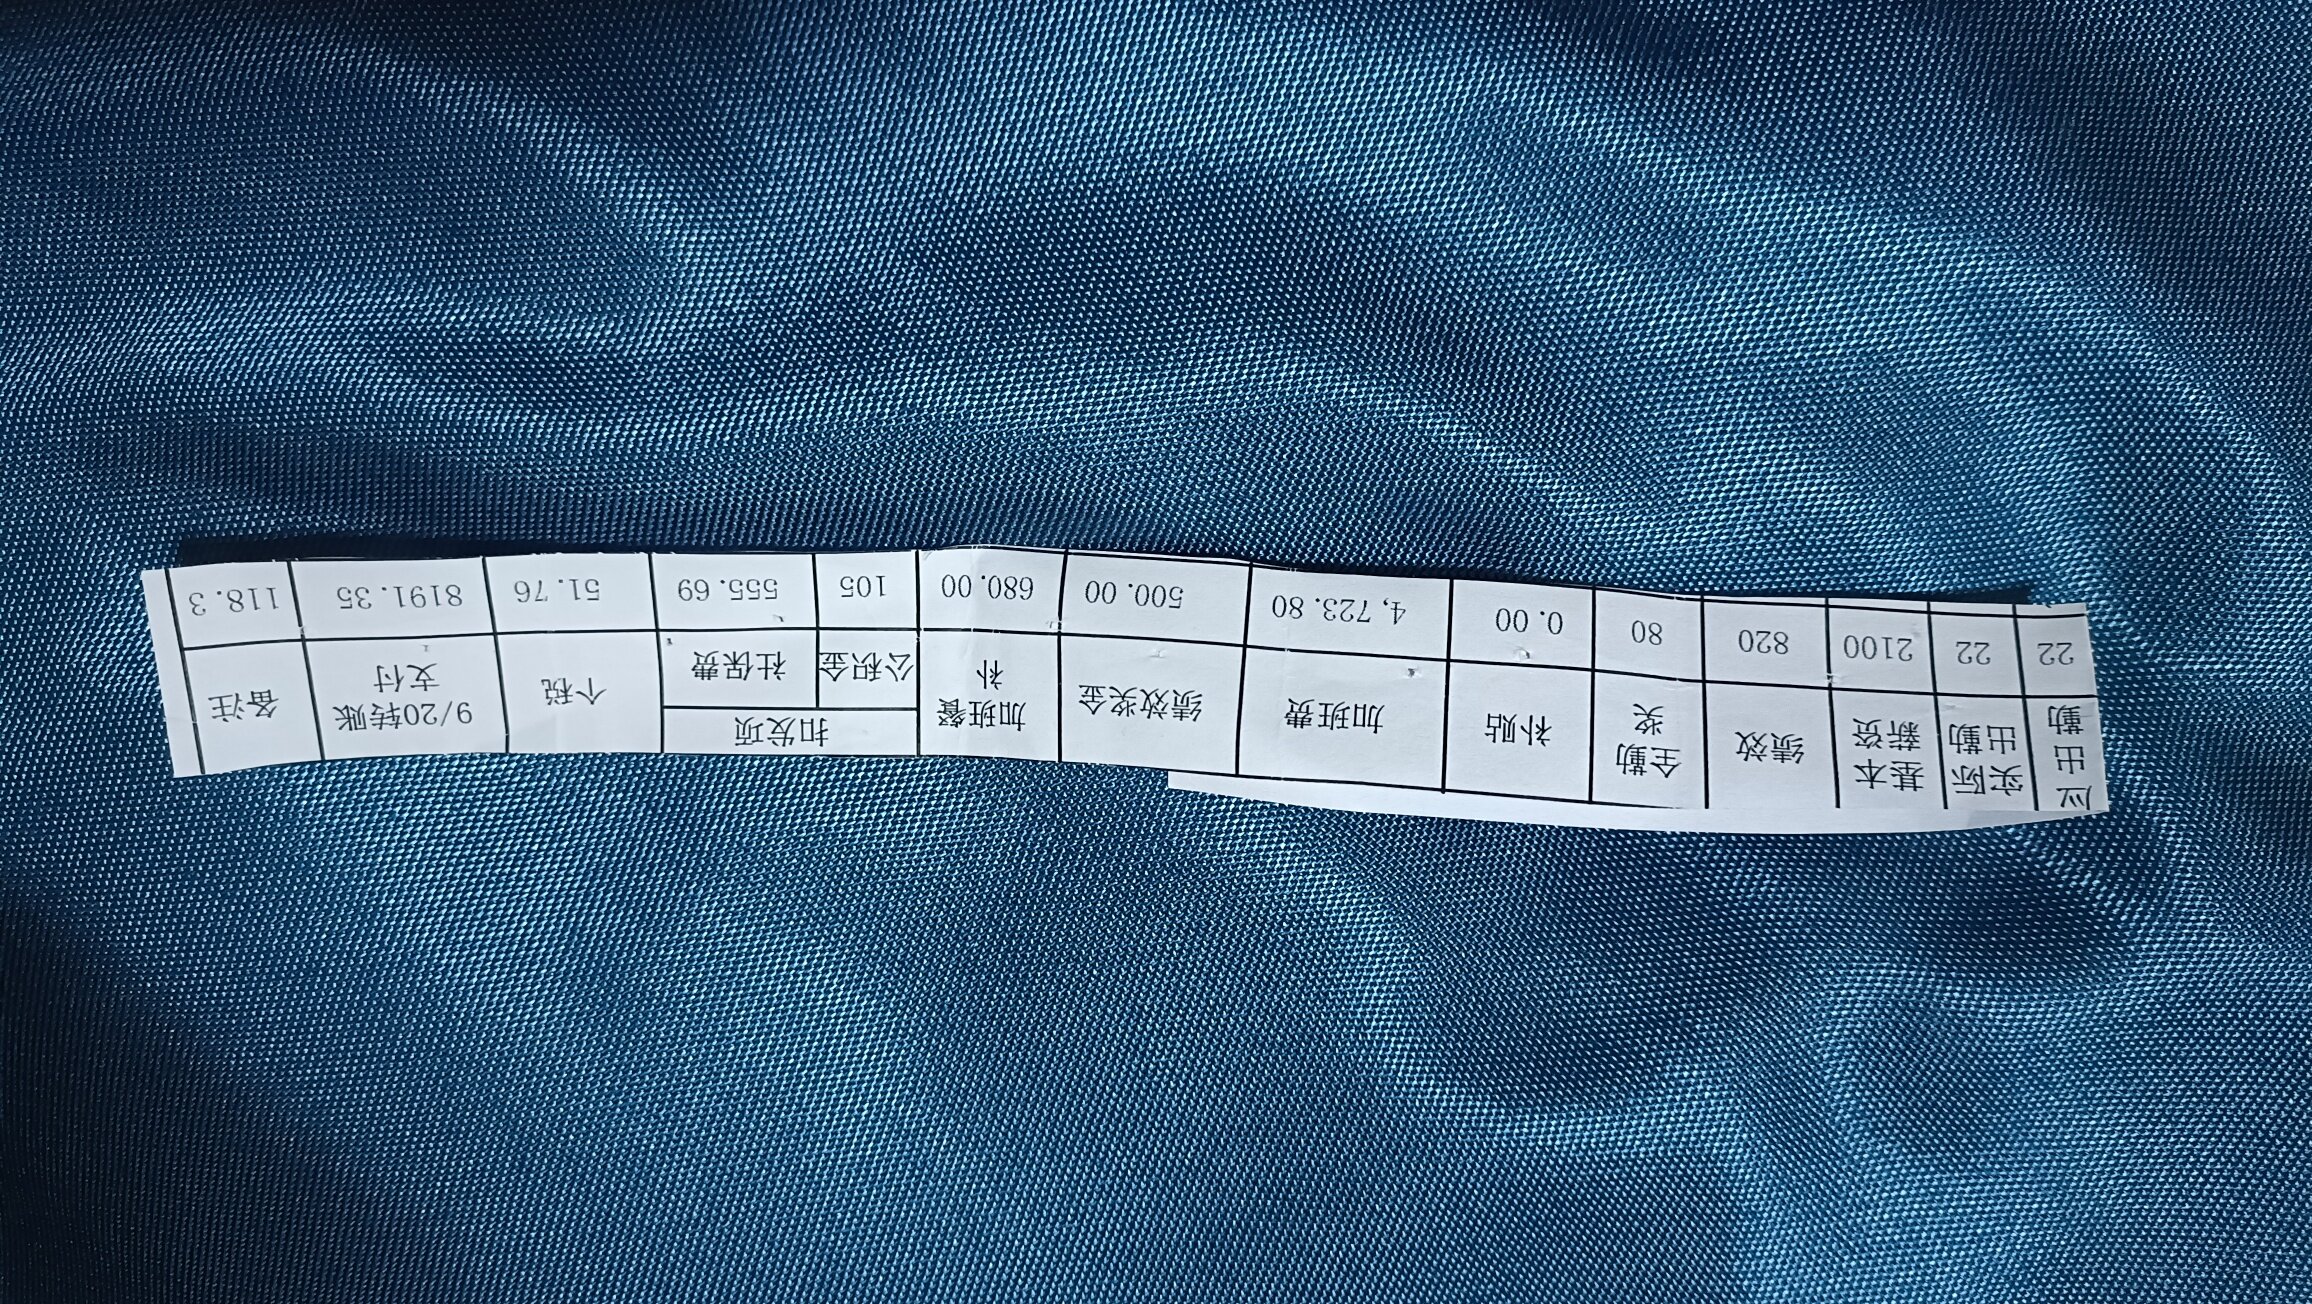 应出勤 实际出勤 基本薪资 绩效 全勤奖 补贴 加班费 绩效奖金 加班餐补 扣发项 个税 9/20转账支付 备注
公积金 社保费
22 22 2100 820 80 0.00 4,723.80 500.00 680.00 105 555.69 51.76 8191.35 118.3